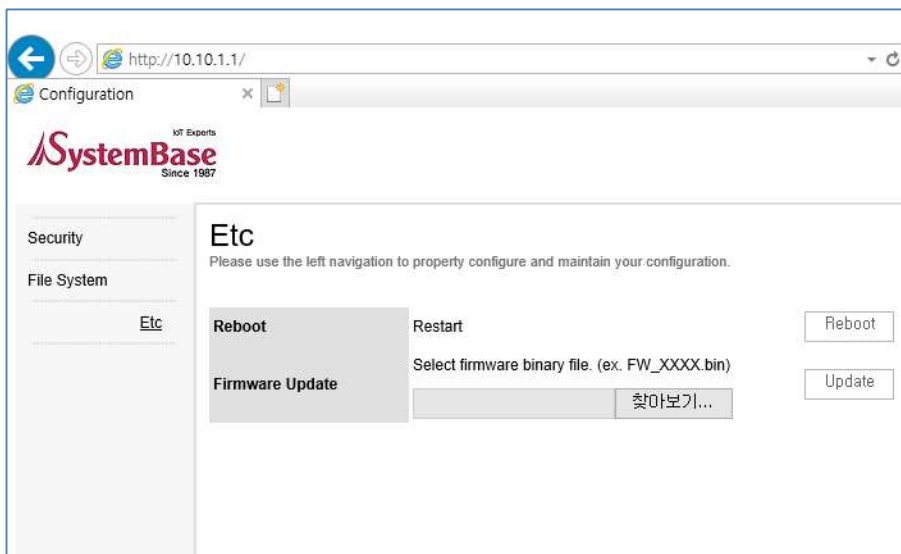 http://10.10.1.1/
Configuration
IoT Experts
SystemBase
Since 1987
Security
File System
Etc
Etc
Please use the left navigation to property configure and maintain your configuration.
Reboot
Restart
Reboot
Firmware Update
Select firmware binary file. (ex. FW_XXXX.bin)
찾아보기...
Update